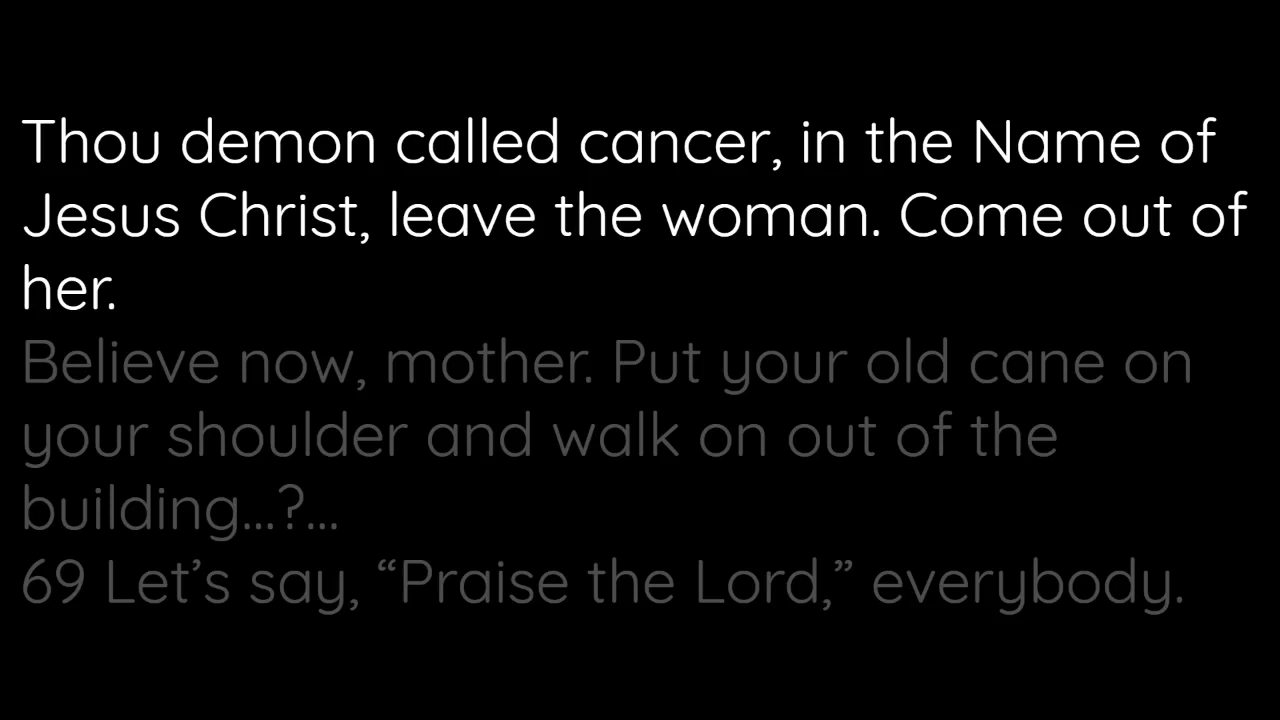 Thou demon called cancer, in the Name of
Jesus Christ, leave the woman. Come out of
her.
Believe now, mother. Put your old cane on
your shoulder and walk on out of the
building...?...
69 Let’s say, “Praise the Lord,” everybody.